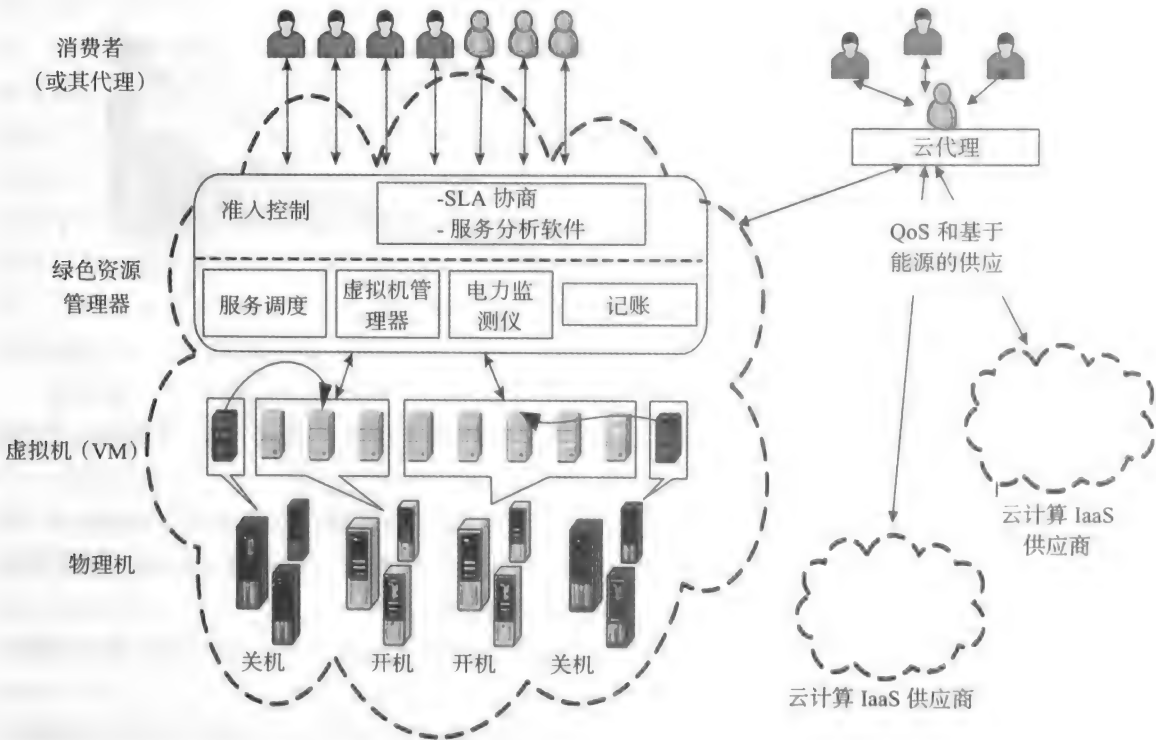 消费者
（或其代理）
云代理
准人控制
-SLA 协商
- 服务分析软件
QoS 和基于
能源的供应
绿色资源
管理器
服务调度
虚拟机管
理器
电力监
测仪
记账
虚拟机（VM）
云计算 IaaS
供应商
物理机
关机
开机
开机
关机
云计算 IaaS 供应商